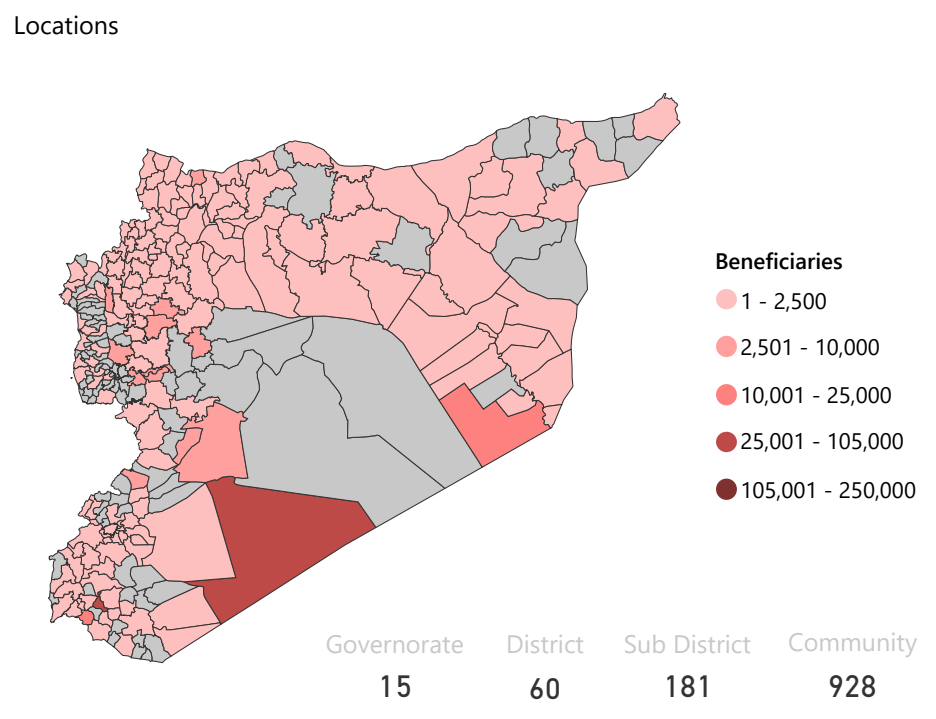 Locations
Beneficiaries
1 - 2,500
2,501 - 10,000
10,001 - 25,000
25,001 - 105,000
105,001 - 250,000
Governorate District Sub District Community
15 60 181 928